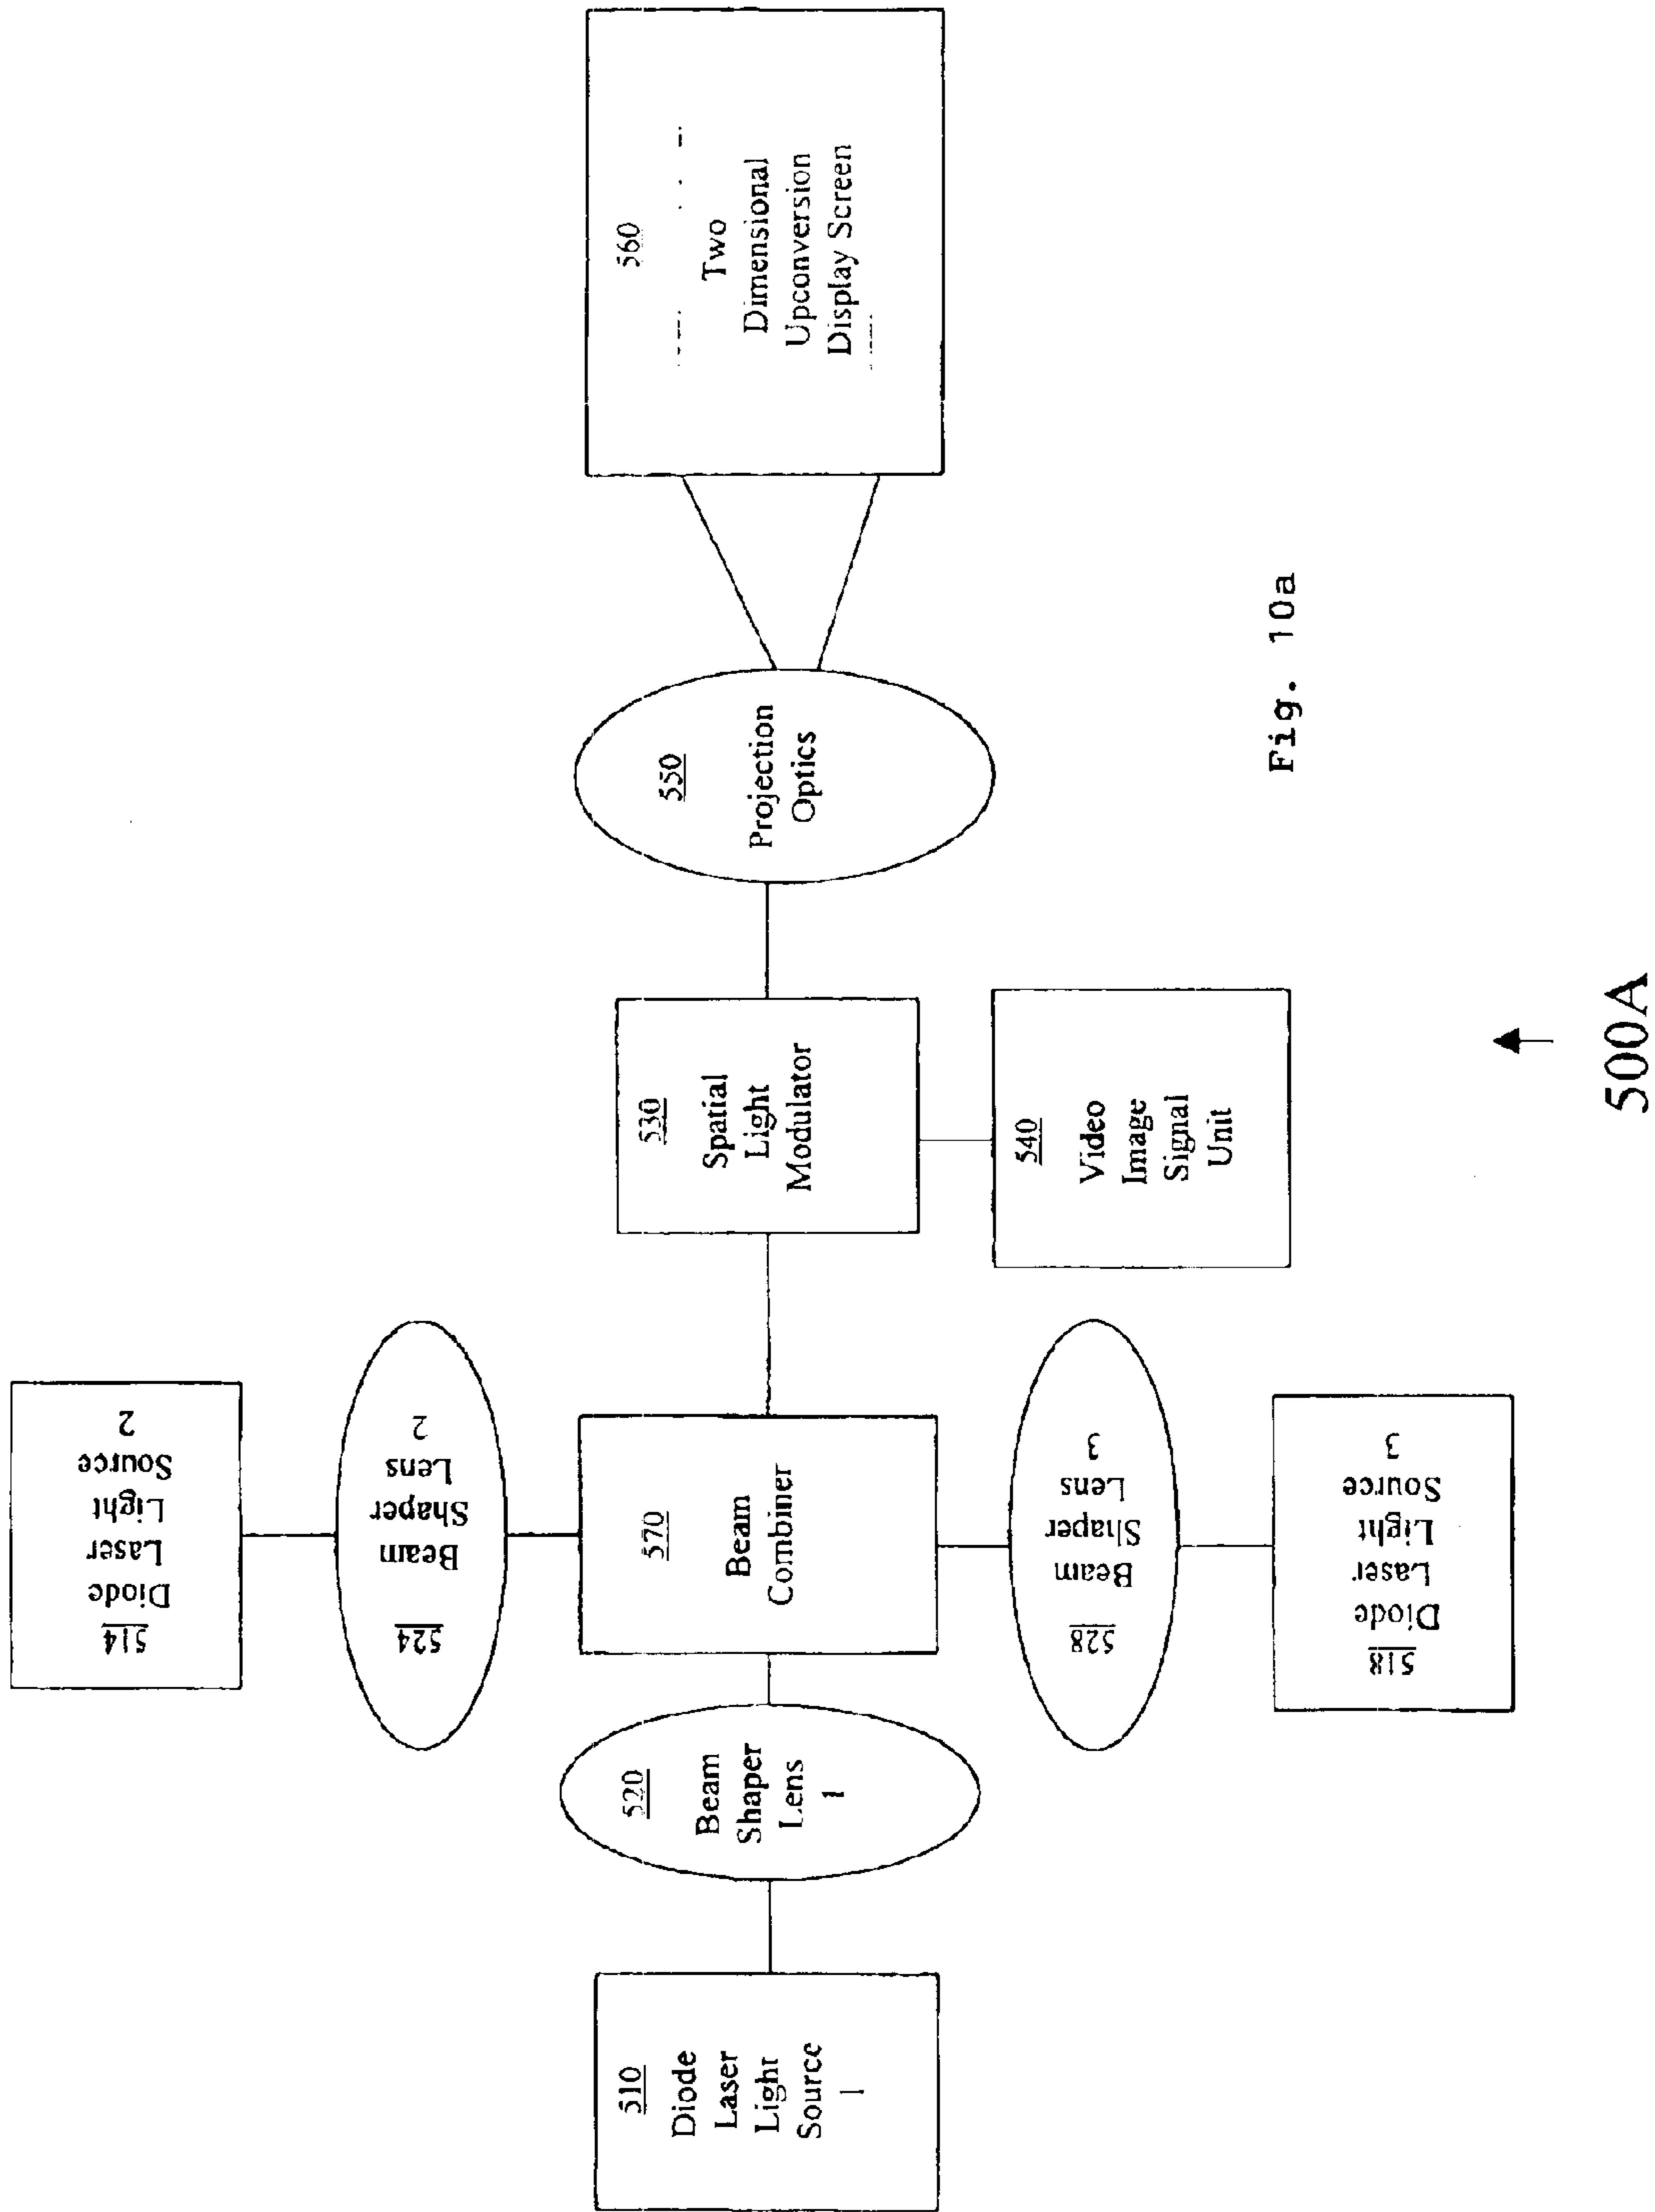 510
Diode
Laser
Light
Source
1
520
Beam
Shaper
Lens
1
514
Diode
Laser
Light
Source
2
524
Beam
Shaper
Lens
2
570
Beam
Combiner
528
Beam
Shaper
Lens
3
518
Diode
Laser
Light
Source
3
530
Spatial
Light
Modulator
540
Video
Image
Signal
Unit
550
Projection
Optics
560
Two
Dimensional
Upconversion
Display Screen
Fig. 10a
500A